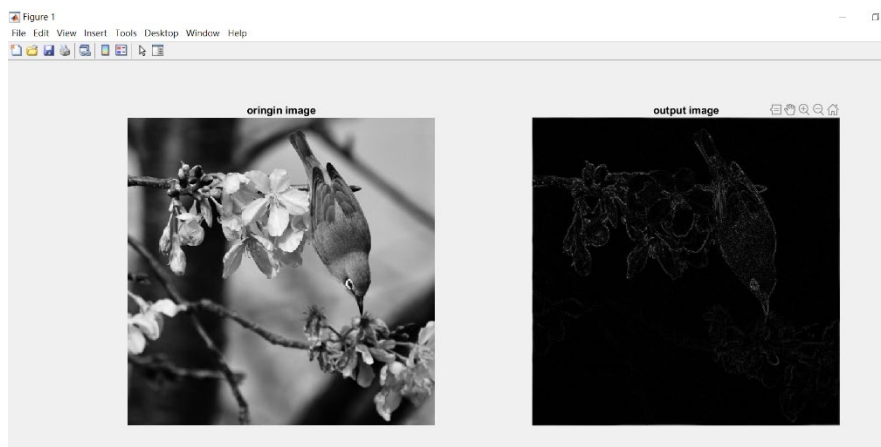 Figure 1
File Edit View Insert Tools Desktop Window Help
oringin image
output image